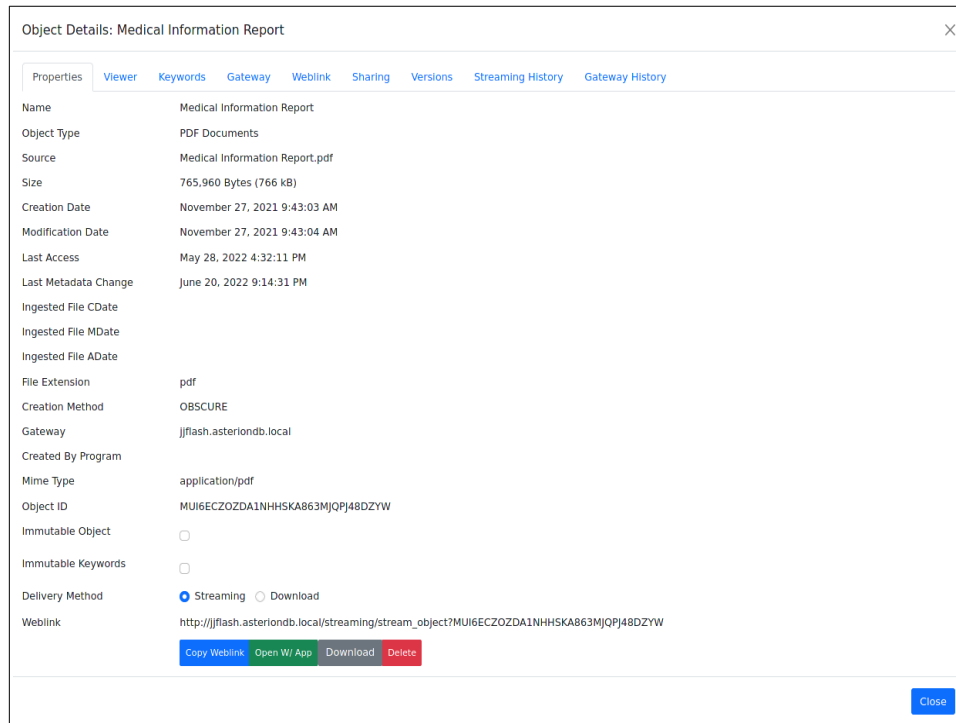 Object Details: Medical Information Report
Properties Viewer Keywords Gateway Weblink Sharing Versions Streaming History Gateway History
Name Medical Information Report
Object Type PDF Documents
Source Medical Information Report.pdf
Size 765,960 Bytes (766 kB)
Creation Date November 27, 2021 9:43:03 AM
Modification Date November 27, 2021 9:43:04 AM
Last Access May 28, 2022 4:32:11 PM
Last Metadata Change June 20, 2022 9:14:31 PM
Ingested File CDate
Ingested File MDate
Ingested File ADate
File Extension pdf
Creation Method OBSCURE
Gateway jjflash.asteriondb.local
Created By Program
Mime Type application/pdf
Object ID MUI6ECZOZDA1NHHSKA863MJQPJ48DZYW
Immutable Object
Immutable Keywords
Delivery Method Streaming Download
Weblink http://jjflash.asteriondb.local/streaming/stream_object?MUI6ECZOZDA1NHHSKA863MJQPJ48DZYW
Copy Weblink Open W/ App Download Delete
Close